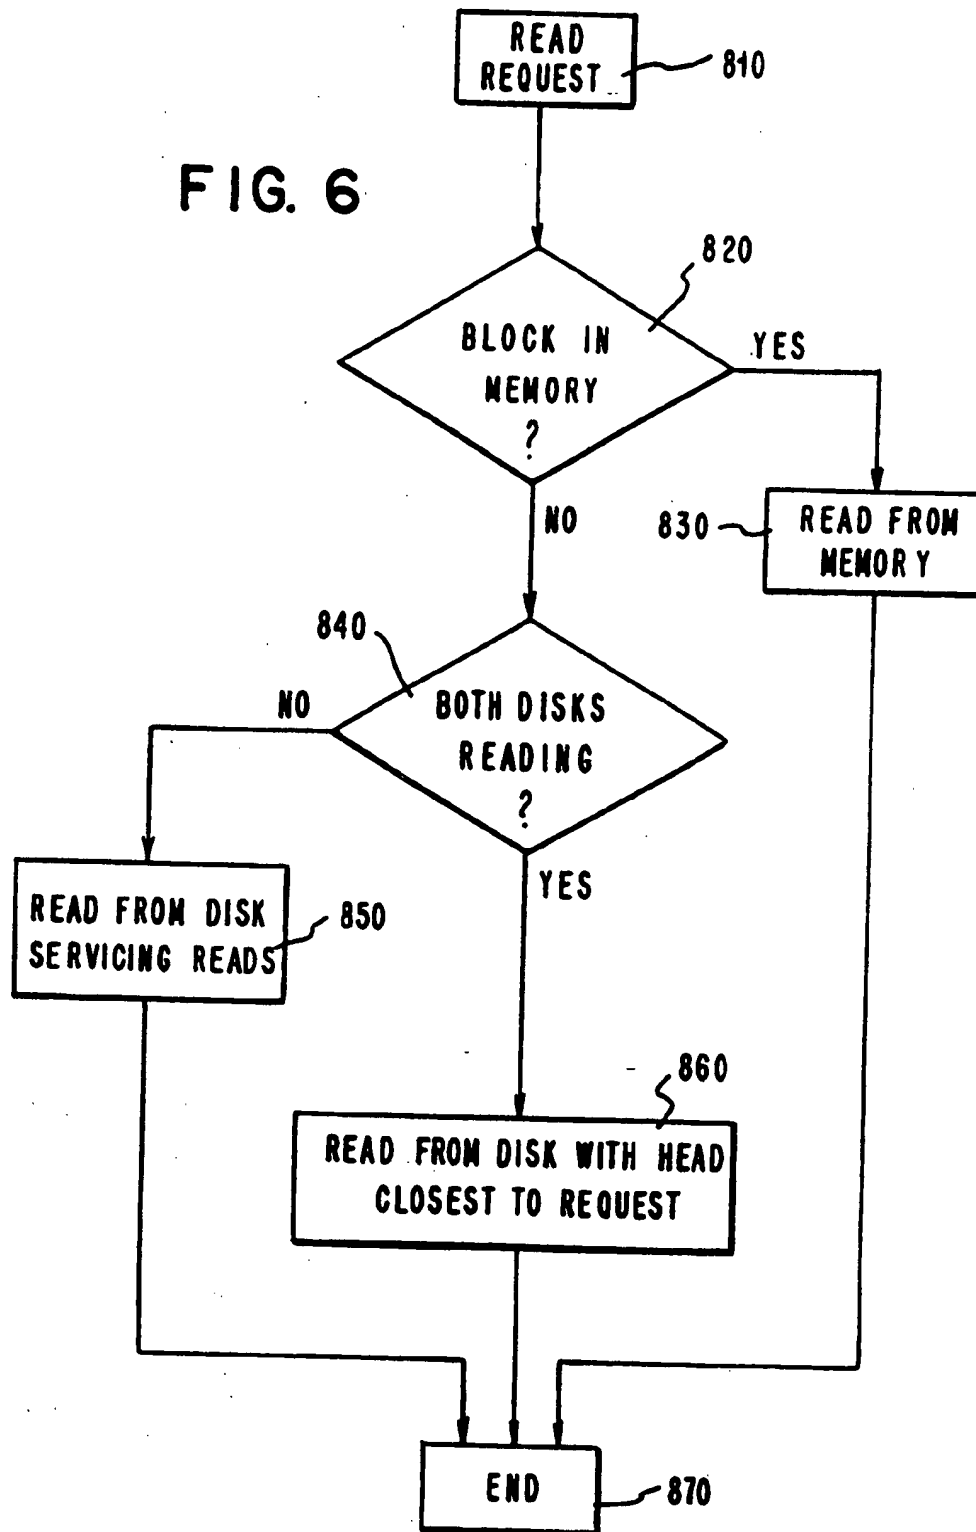 READ
REQUEST
810
FIG. 6
820
BLOCK IN
MEMORY
?
YES
NO
830
READ FROM
MEMORY
840
NO
BOTH DISKS
READING
?
YES
READ FROM DISK
SERVICING READS
850
860
READ FROM DISK WITH HEAD
CLOSEST TO REQUEST
END
870